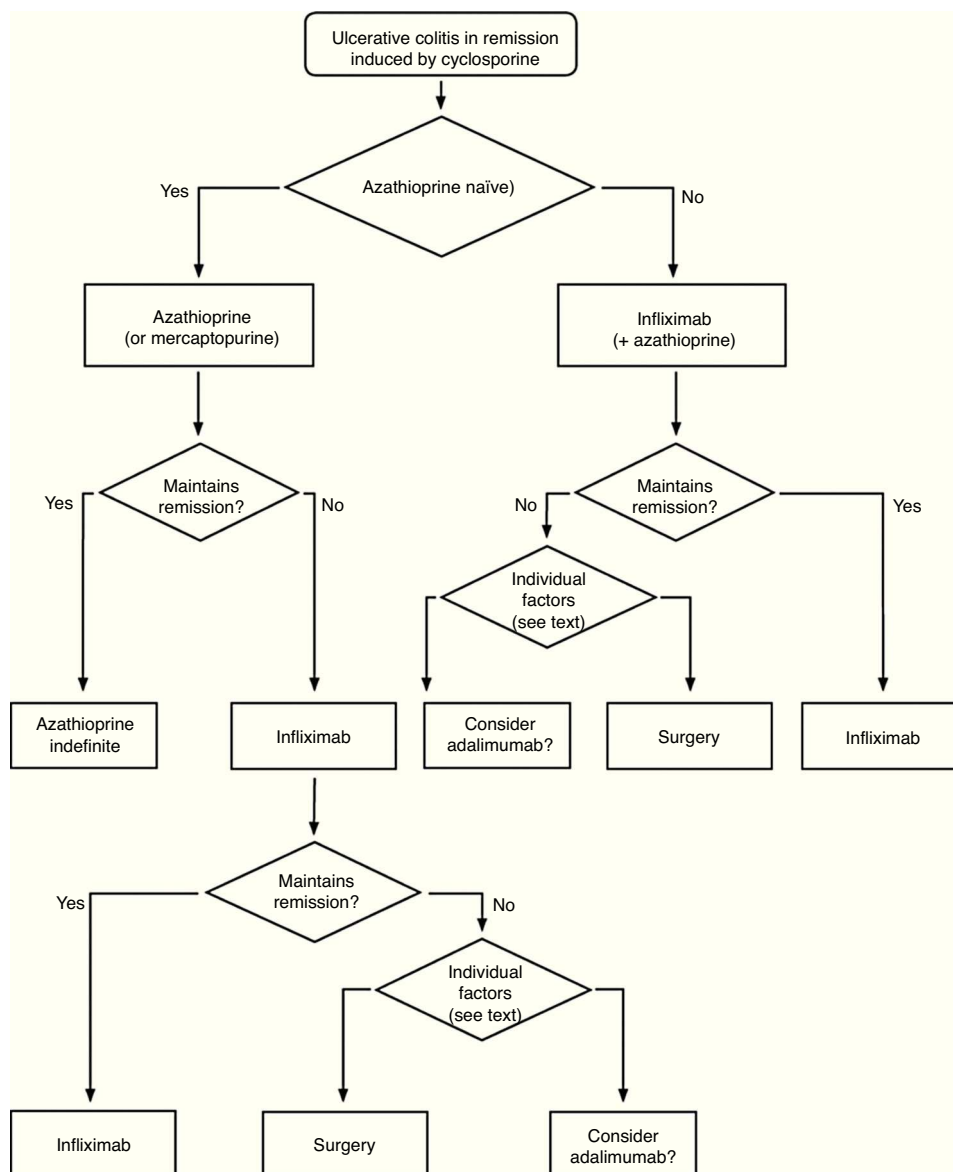 Ulcerative colitis in remission
induced by cyclosporine
Azathioprine naïve)
Yes
No
Azathioprine
(or mercaptopurine)
Infliximab
(+ azathioprine)
Maintains
remission?
Yes
No
Maintains
remission?
No
Yes
Individual
factors
(see text)
Azathioprine
indefinite
Infliximab
Consider
adalimumab?
Surgery
Infliximab
Maintains
remission?
Yes
No
Individual
factors
(see text)
Infliximab
Surgery
Consider
adalimumab?